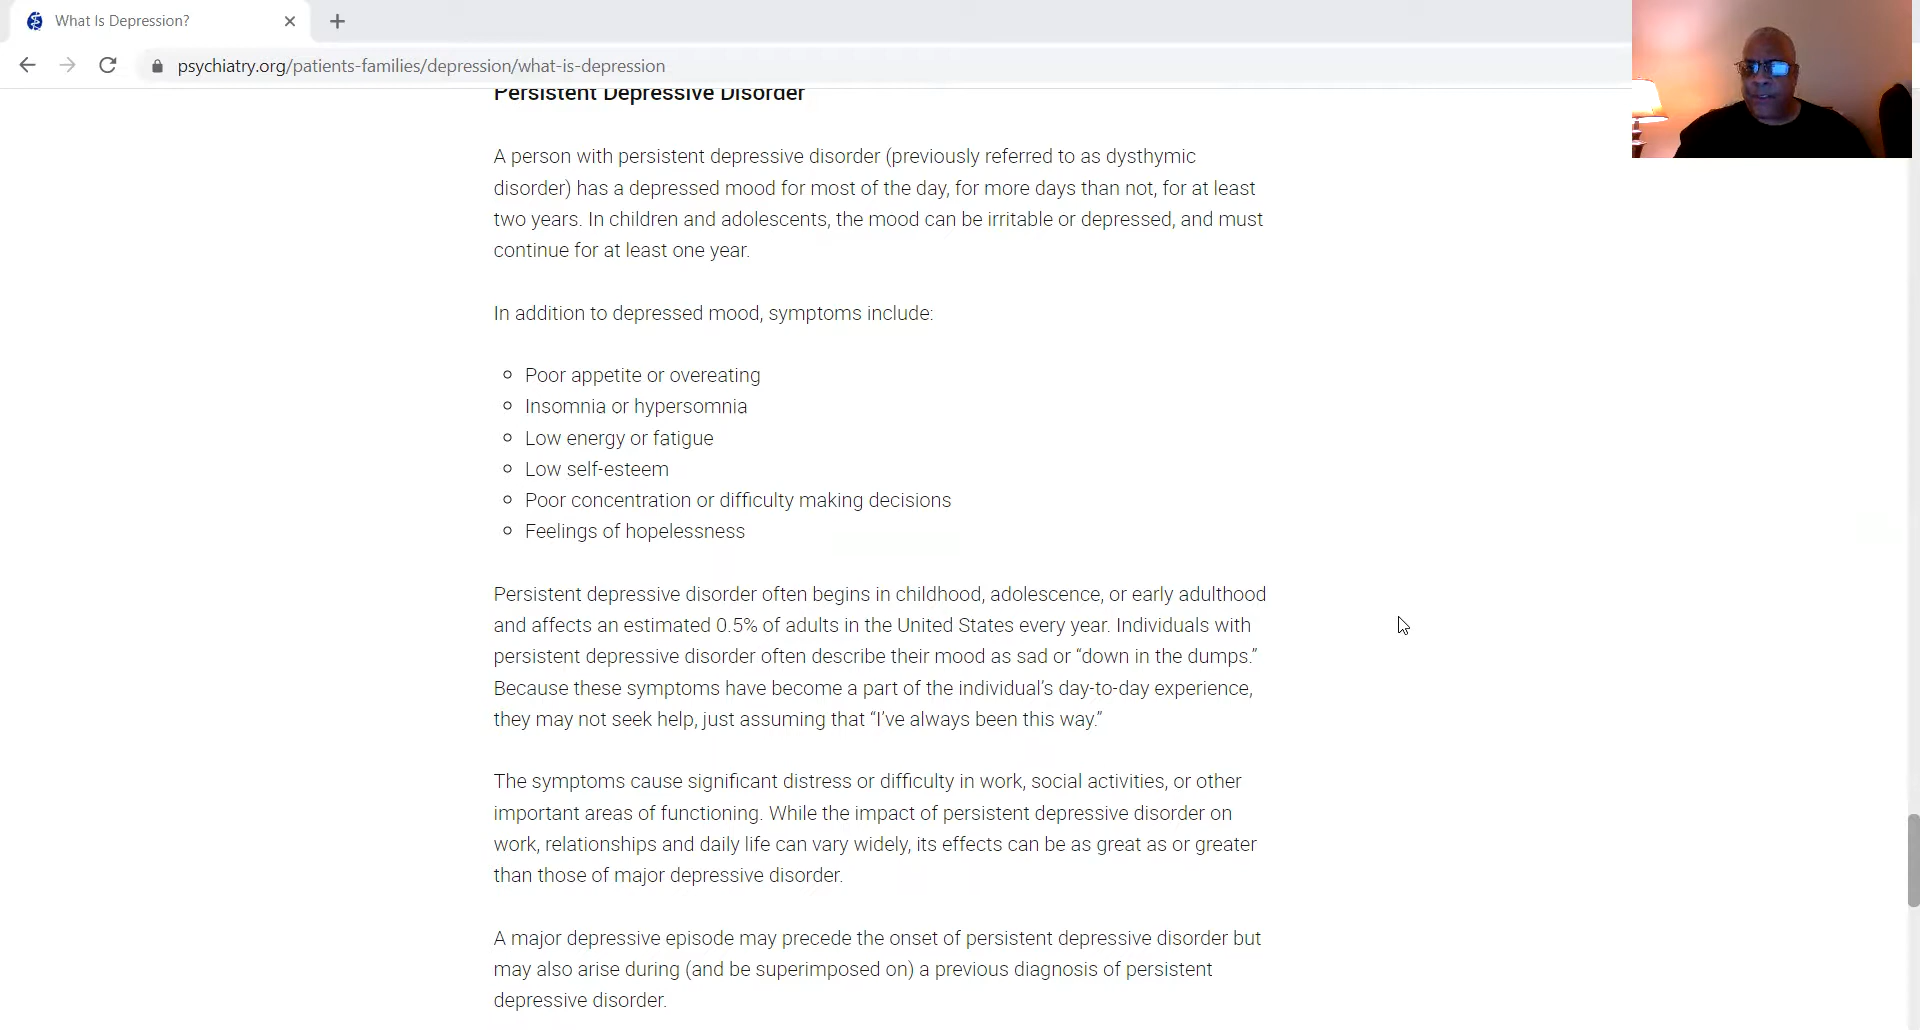 What Is Depression?
psychiatry.org/patients-families/depression/what-is-depression
Persistent Depressive Disorder
A person with persistent depressive disorder (previously referred to as dysthymic
disorder) has a depressed mood for most of the day, for more days than not, for at least
two years. In children and adolescents, the mood can be irritable or depressed, and must
continue for at least one year.
In addition to depressed mood, symptoms include:
Poor appetite or overeating
Insomnia or hypersomnia
Low energy or fatigue
Low self-esteem
Poor concentration or difficulty making decisions
Feelings of hopelessness
Persistent depressive disorder often begins in childhood, adolescence, or early adulthood
and affects an estimated 0.5% of adults in the United States every year. Individuals with
persistent depressive disorder often describe their mood as sad or “down in the dumps.”
Because these symptoms have become a part of the individual’s day-to-day experience,
they may not seek help, just assuming that “I’ve always been this way.”
The symptoms cause significant distress or difficulty in work, social activities, or other
important areas of functioning. While the impact of persistent depressive disorder on
work, relationships and daily life can vary widely, its effects can be as great as or greater
than those of major depressive disorder.
A major depressive episode may precede the onset of persistent depressive disorder but
may also arise during (and be superimposed on) a previous diagnosis of persistent
depressive disorder.